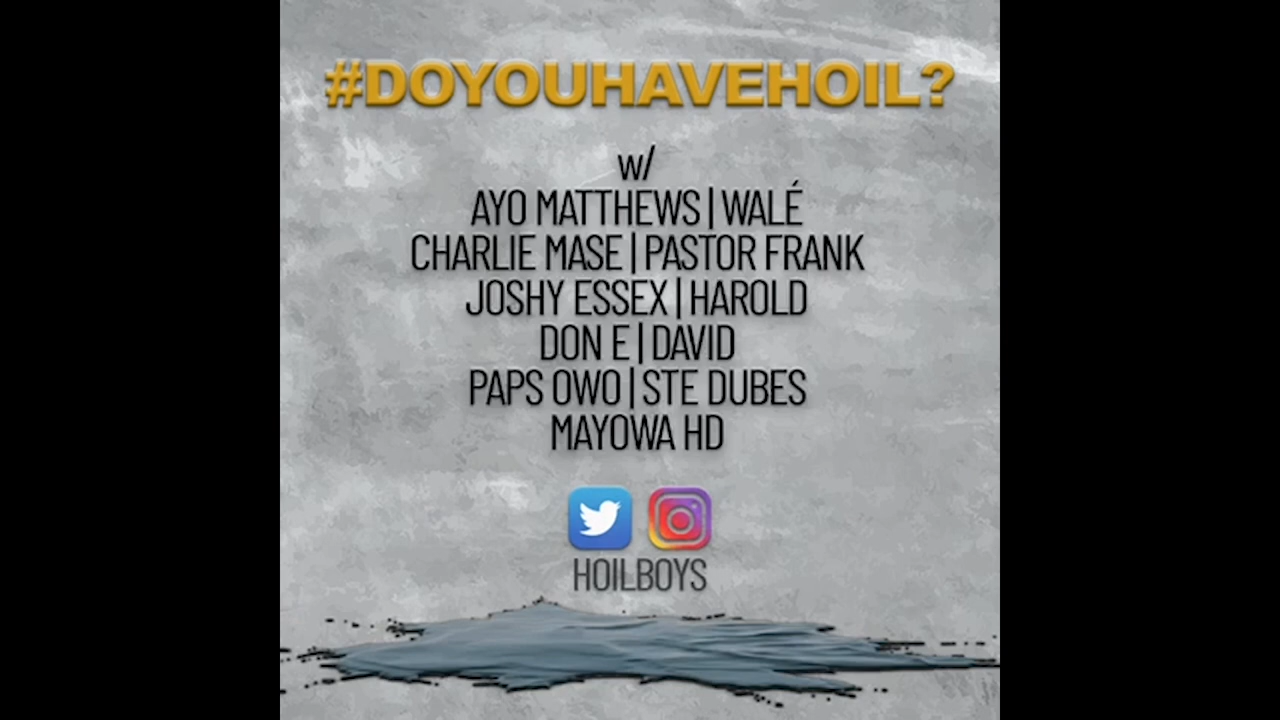 #DOYOUHAVEHOIL?
w/
AYO MATTHEWS | WALÉ
CHARLIE MASE | PASTOR FRANK
JOSHY ESSEX | HAROLD
DON E | DAVID
PAPS OWO | STE DUBES
MAYOWA HD
HOILBOYS